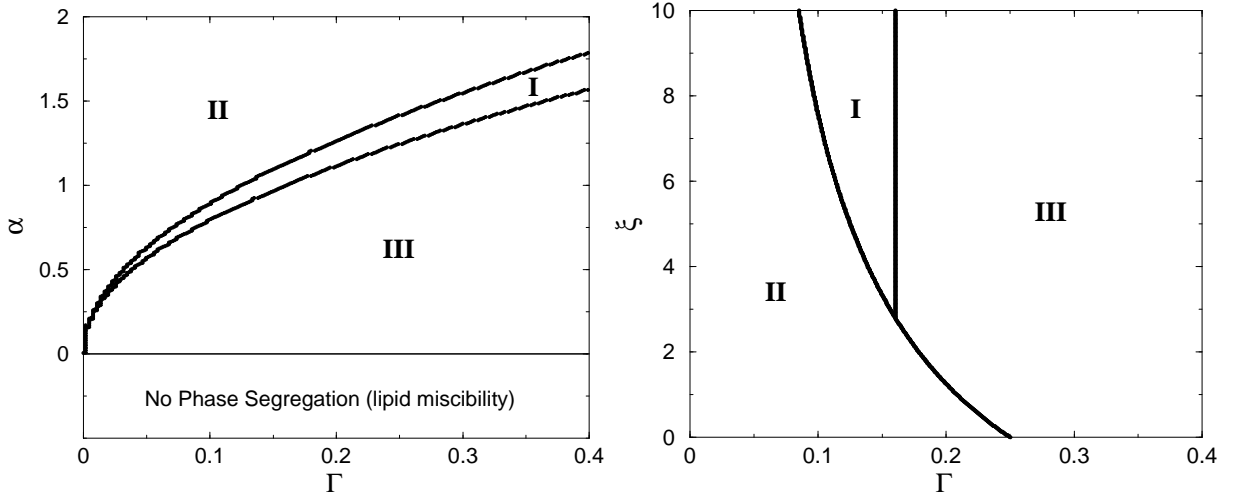 2
1.5
1
0.5
0
α
II
I
III
No Phase Segregation (lipid miscibility)
0
0.1
0.2
0.3
0.4
Γ
10
8
6
4
2
0
ξ
I
II
III
0
0.1
0.2
0.3
0.4
Γ